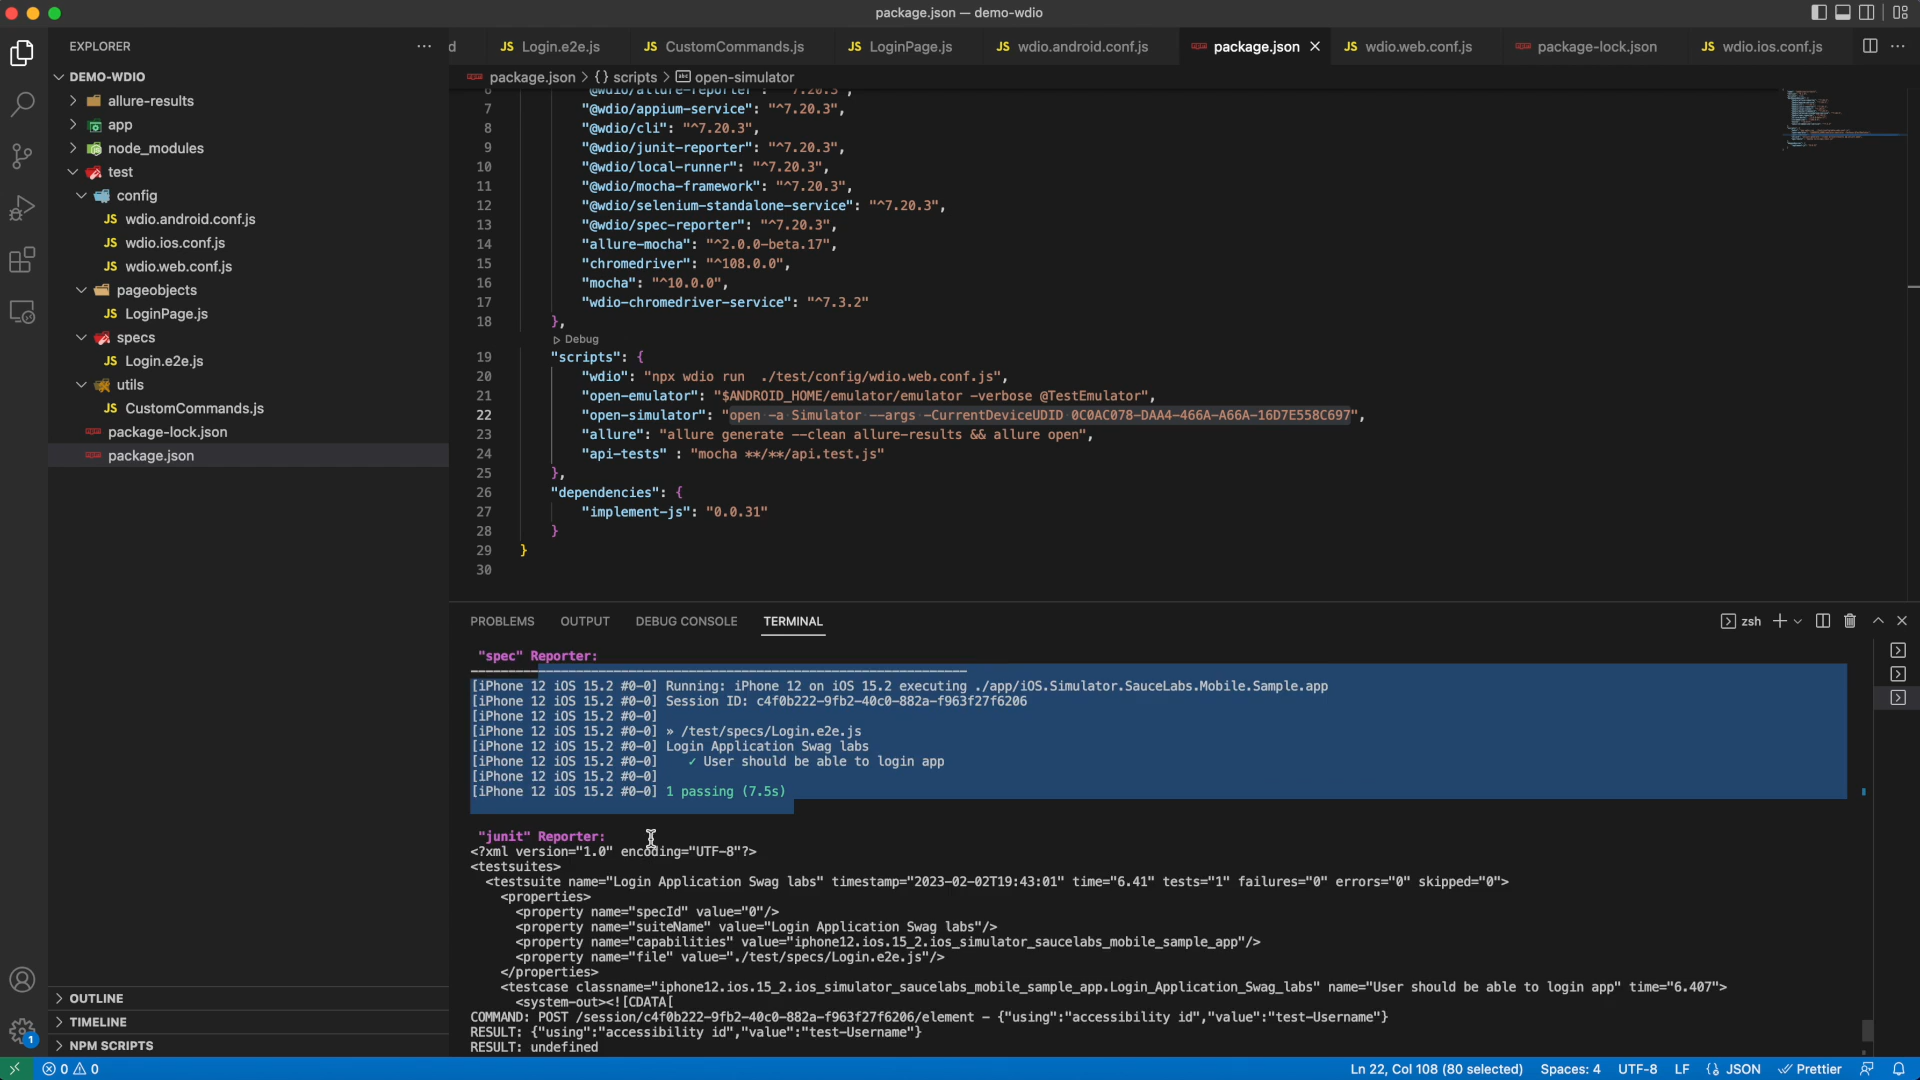 package.json — demo-wdio
EXPLORER
d
Login.e2e.js
CustomCommands.js
LoginPage.js
wdio.android.conf.js
package.json
wdio.web.conf.js
package-lock.json
wdio.ios.conf.js
package.json > {} scripts > abc open-simulator
DEMO-WDIO
allure-results
app
node_modules
test
config
JS wdio.android.conf.js
JS wdio.ios.conf.js
JS wdio.web.conf.js
pageobjects
JS LoginPage.js
specs
JS Login.e2e.js
utils
JS CustomCommands.js
package-lock.json
package.json
6 "@wdio/allure-reporter": "^7.20.3",
7 "@wdio/appium-service": "^7.20.3",
8 "@wdio/cli": "^7.20.3",
9 "@wdio/junit-reporter": "^7.20.3",
10 "@wdio/local-runner": "^7.20.3",
11 "@wdio/mocha-framework": "^7.20.3",
12 "@wdio/selenium-standalone-service": "^7.20.3",
13 "@wdio/spec-reporter": "^7.20.3",
14 "allure-mocha": "^2.0.0-beta.17",
15 "chromedriver": "^108.0.0",
16 "mocha": "^10.0.0",
17 "wdio-chromedriver-service": "^7.3.2"
18 },
Debug
19 "scripts": {
20 "wdio": "npx wdio run  ./test/config/wdio.web.conf.js",
21 "open-emulator": "$ANDROID_HOME/emulator/emulator -verbose @TestEmulator",
22 "open-simulator": "open -a Simulator --args -CurrentDeviceUDID 0C0AC078-DAA4-466A-A66A-16D7E558C697",
23 "allure": "allure generate --clean allure-results && allure open",
24 "api-tests" : "mocha **/**/api.test.js"
25 },
26 "dependencies": {
27 "implement-js": "0.0.31"
28 }
29 }
30
PROBLEMS
OUTPUT
DEBUG CONSOLE
TERMINAL
zsh
"spec" Reporter:
[iPhone 12 iOS 15.2 #0-0] Running: iPhone 12 on iOS 15.2 executing ./app/iOS.Simulator.SauceLabs.Mobile.Sample.app
[iPhone 12 iOS 15.2 #0-0] Session ID: c4f0b222-9fb2-40c0-882a-f963f27f6206
[iPhone 12 iOS 15.2 #0-0]
[iPhone 12 iOS 15.2 #0-0] » /test/specs/Login.e2e.js
[iPhone 12 iOS 15.2 #0-0] Login Application Swag labs
[iPhone 12 iOS 15.2 #0-0]    ✓ User should be able to login app
[iPhone 12 iOS 15.2 #0-0]
[iPhone 12 iOS 15.2 #0-0] 1 passing (7.5s)
"junit" Reporter:
<?xml version="1.0" encoding="UTF-8"?>
<testsuites>
<testsuite name="Login Application Swag labs" timestamp="2023-02-02T19:43:01" time="6.41" tests="1" failures="0" errors="0" skipped="0">
<properties>
<property name="specId" value="0"/>
<property name="suiteName" value="Login Application Swag labs"/>
<property name="capabilities" value="iphone12.ios.15_2.ios_simulator_saucelabs_mobile_sample_app"/>
<property name="file" value="./test/specs/Login.e2e.js"/>
</properties>
<testcase classname="iphone12.ios.15_2.ios_simulator_saucelabs_mobile_sample_app.Login_Application_Swag_labs" name="User should be able to login app" time="6.407">
<system-out><![CDATA[
COMMAND: POST /session/c4f0b222-9fb2-40c0-882a-f963f27f6206/element - {"using":"accessibility id","value":"test-Username"}
RESULT: {"using":"accessibility id","value":"test-Username"}
RESULT: undefined
OUTLINE
TIMELINE
NPM SCRIPTS
1
0 0
Ln 22, Col 108 (80 selected)
Spaces: 4
UTF-8
LF
{} JSON
Prettier